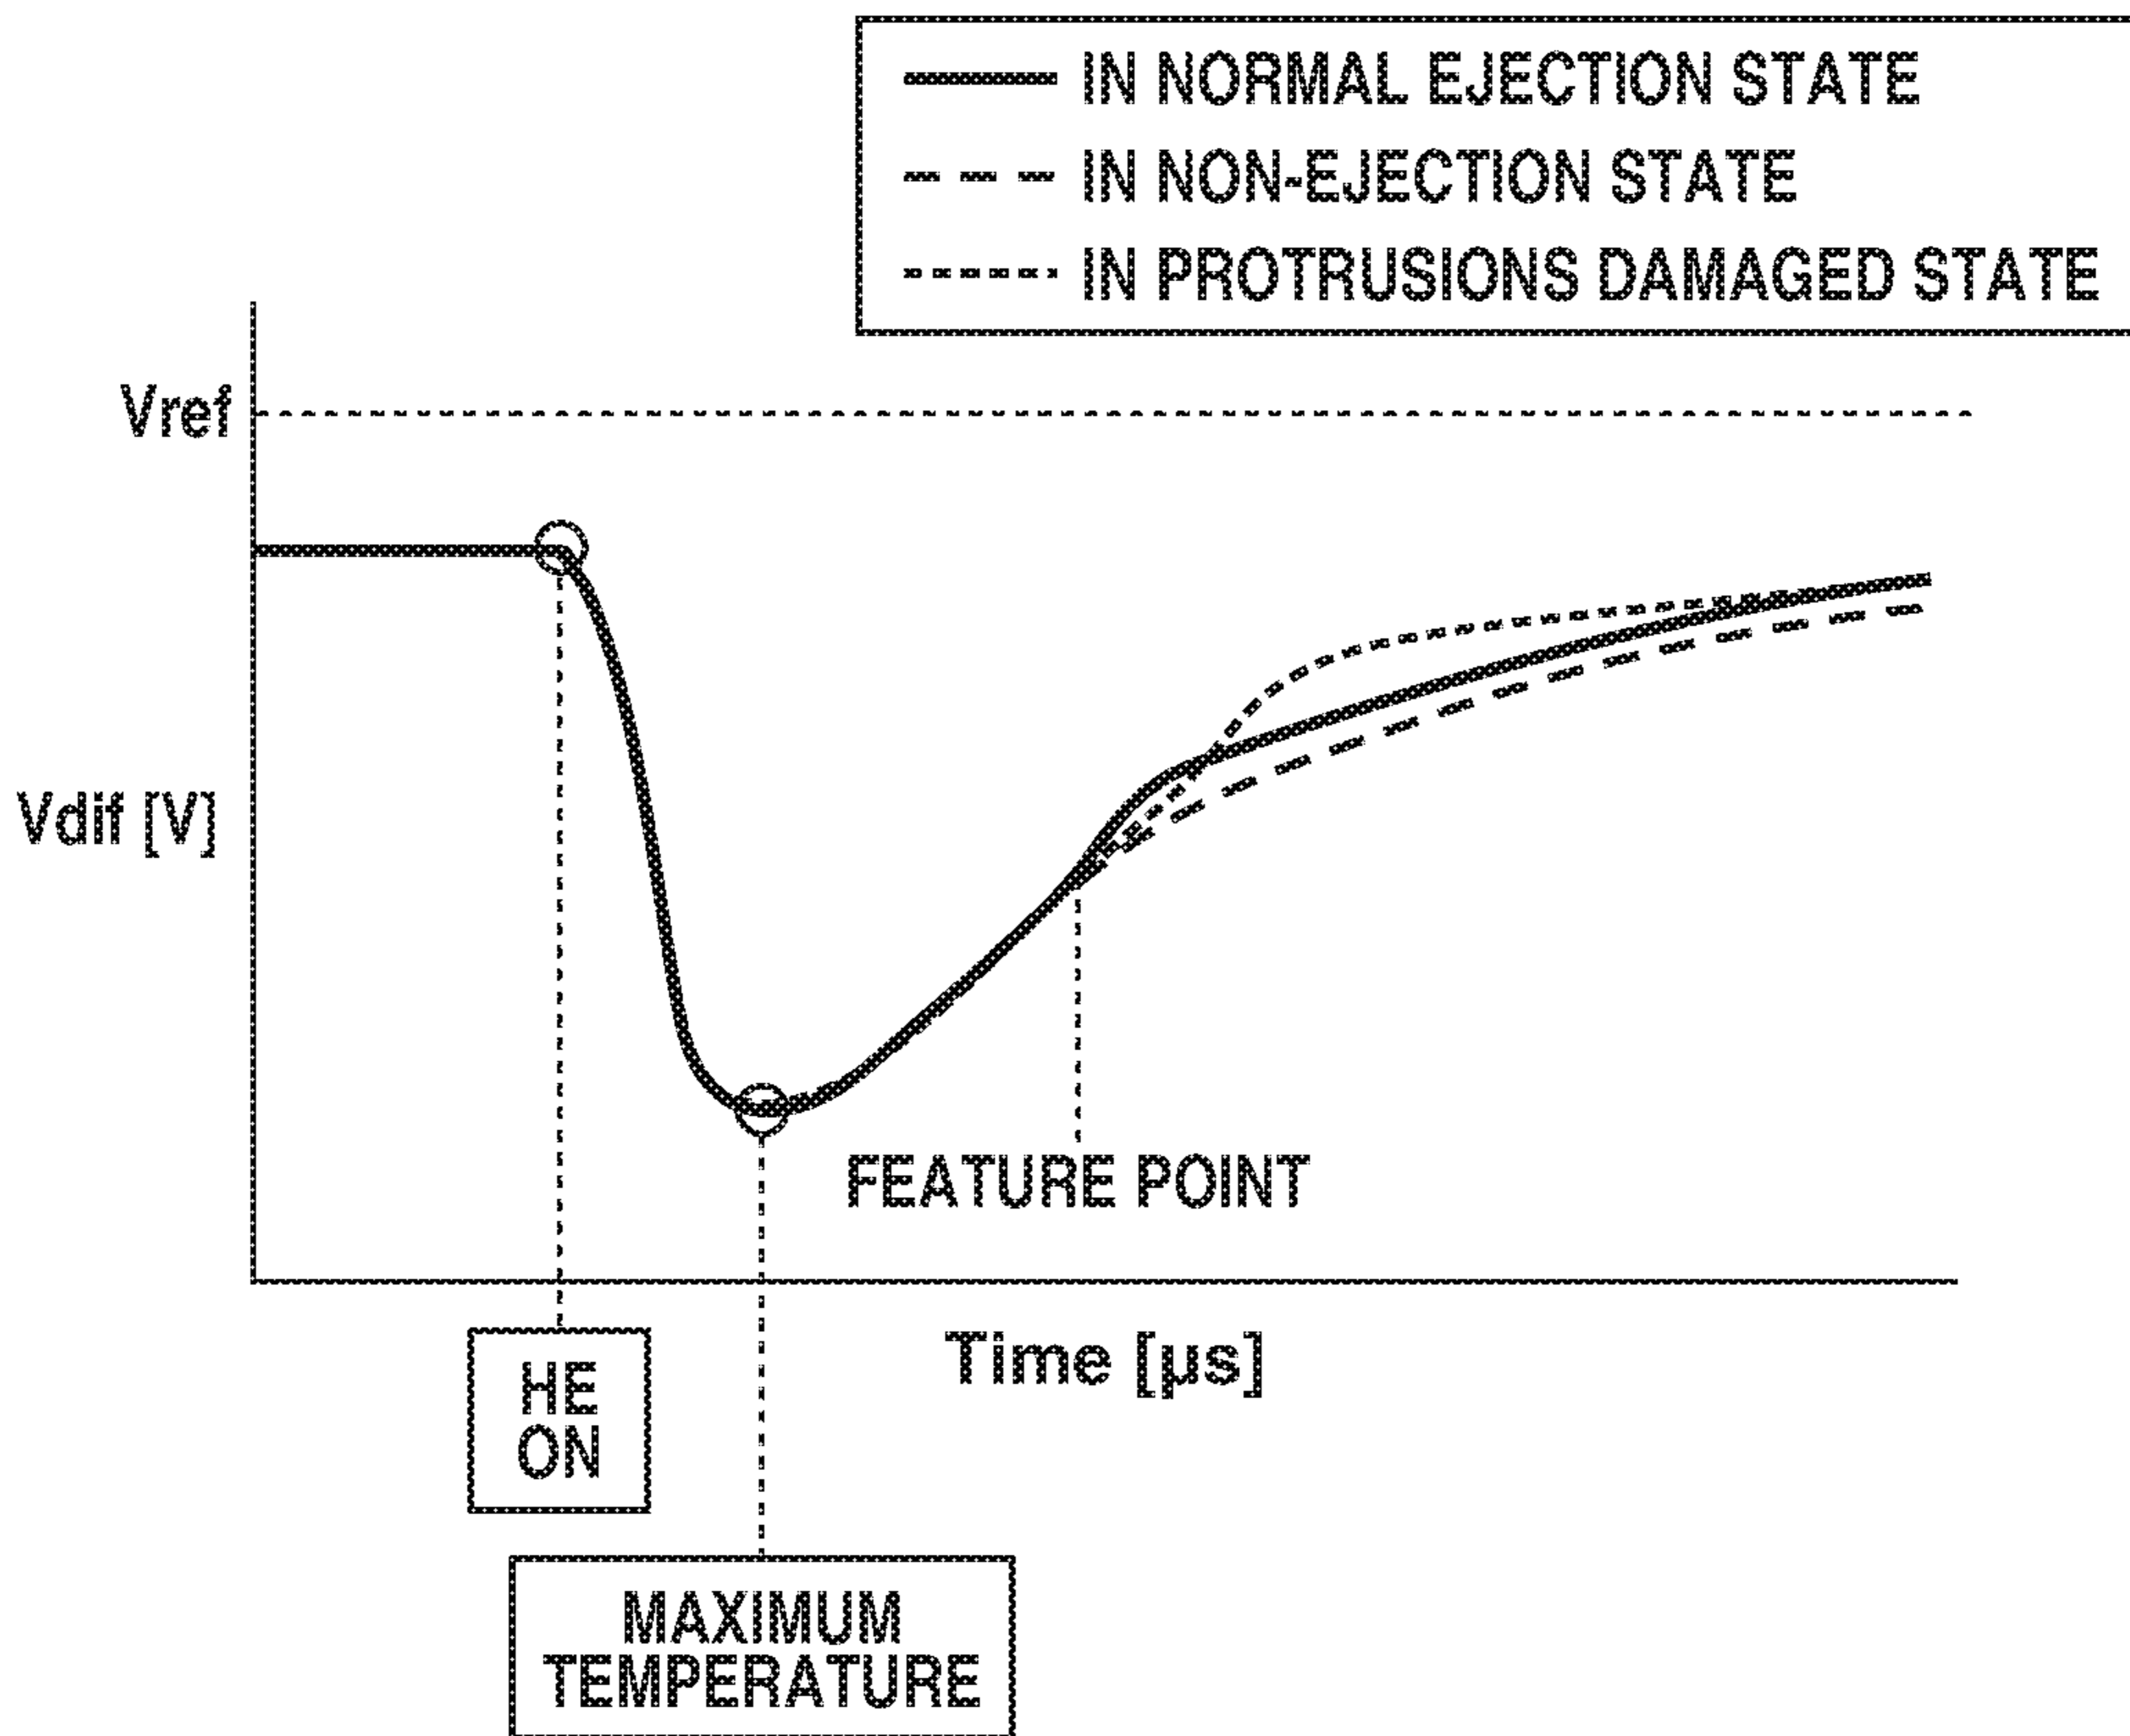 IN NORMAL EJECTION STATE
IN NON-EJECTION STATE
IN PROTRUSIONS DAMAGED STATE
Vref
Vdif [V]
FEATURE POINT
Time [µs]
HE
ON
MAXIMUM
TEMPERATURE